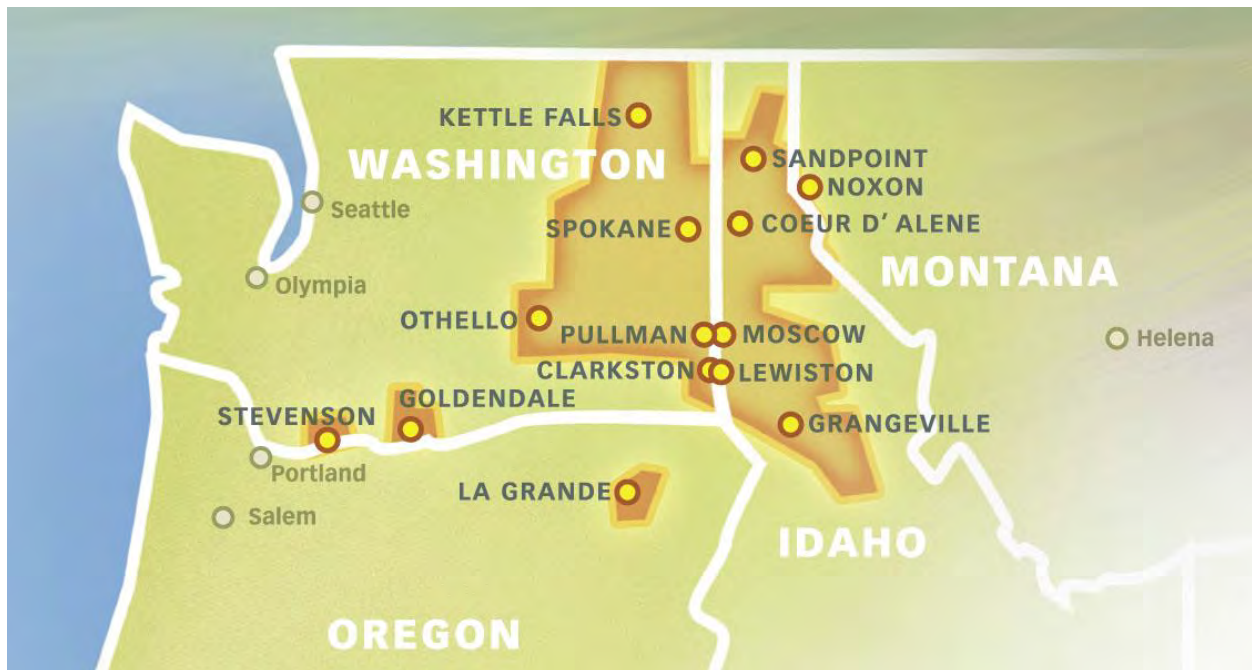 KETTLE FALLS
WASHINGTON
SANDPOINT
NOXON
Seattle
SPOKANE
COEUR D' ALENE
MONTANA
Olympia
OTHELLO
PULLMAN
MOSCOW
Helena
CLARKSTON
LEWISTON
GOLDENDALE
STEVENSON
GRANGEVILLE
Portland
LA GRANDE
Salem
IDAHO
OREGON